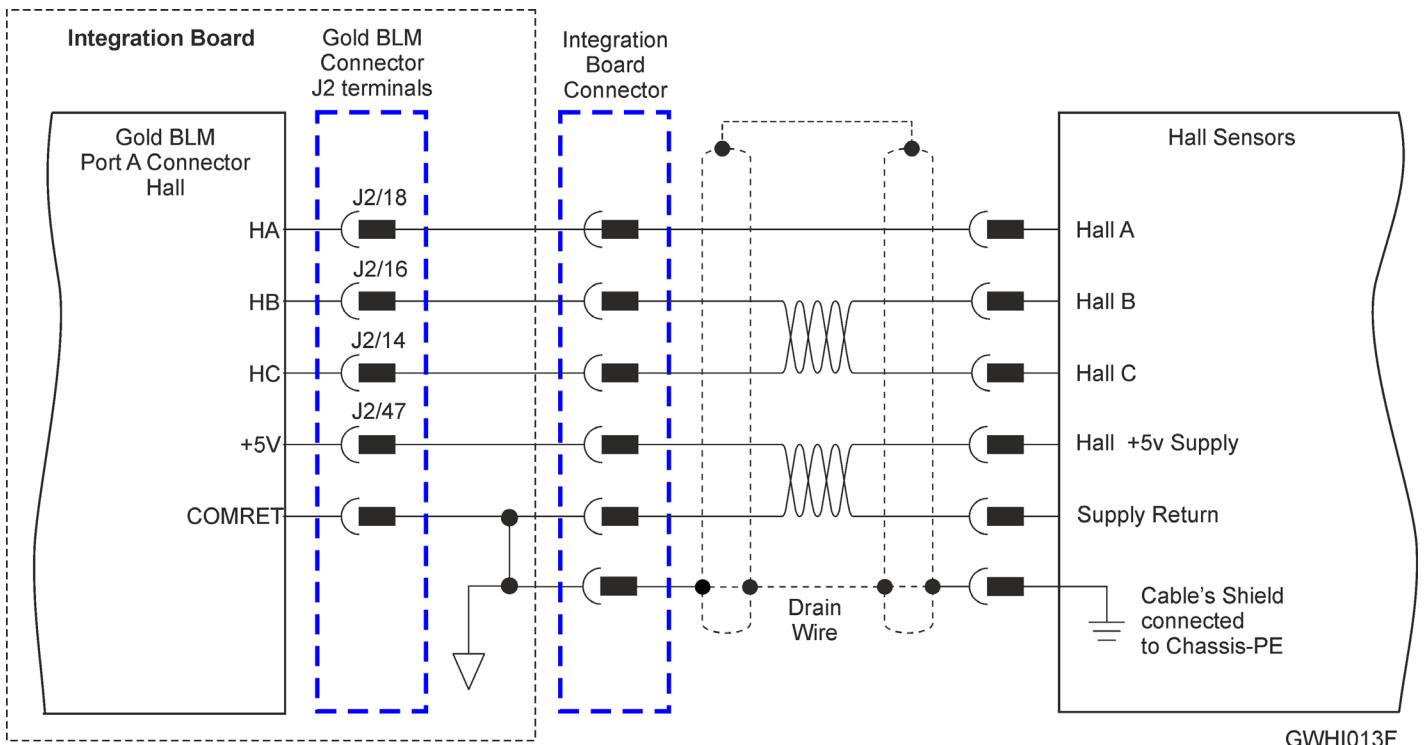 Integration Board
Gold BLM
Connector
J2 terminals
Integration
Board
Connector
Gold BLM
Port A Connector
Hall
Hall Sensors
J2/18
HA
Hall A
J2/16
HB
Hall B
J2/14
HC
Hall C
J2/47
+5V
Hall +5v Supply
COMRET
Supply Return
Drain
Wire
Cable's Shield
connected
to Chassis-PE